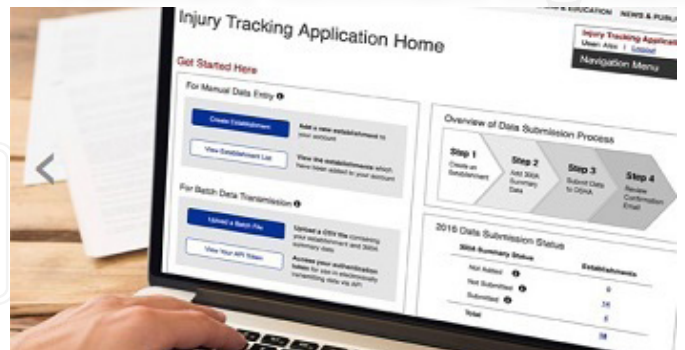 & EDUCATION NEWS & PUBLI
Injury Tracking Application Home
Injury Tracking Applicati
User: Alex | Logout
Navigation Menu
Get Started Here
For Manual Data Entry
Create Establishment
Add a new establishment to
your account
View Establishment List
View the establishments which
have been added to your account
For Batch Data Transmission
Upload a Batch File
Upload a CSV file containing
your establishment and 300A
summary data
View Your API Token
Access your authentication
token for use in electronically
transmitting data via API
Overview of Data Submission Process
Step 1
Create an
Establishment
Step 2
Add 300A
Summary
Data
Step 3
Submit Data
to OSHA
Step 4
Review
Confirmation
Email
2016 Data Submission Status
300A Summary Status
Establishments
Not Added
Not Submitted
Submitted
Total